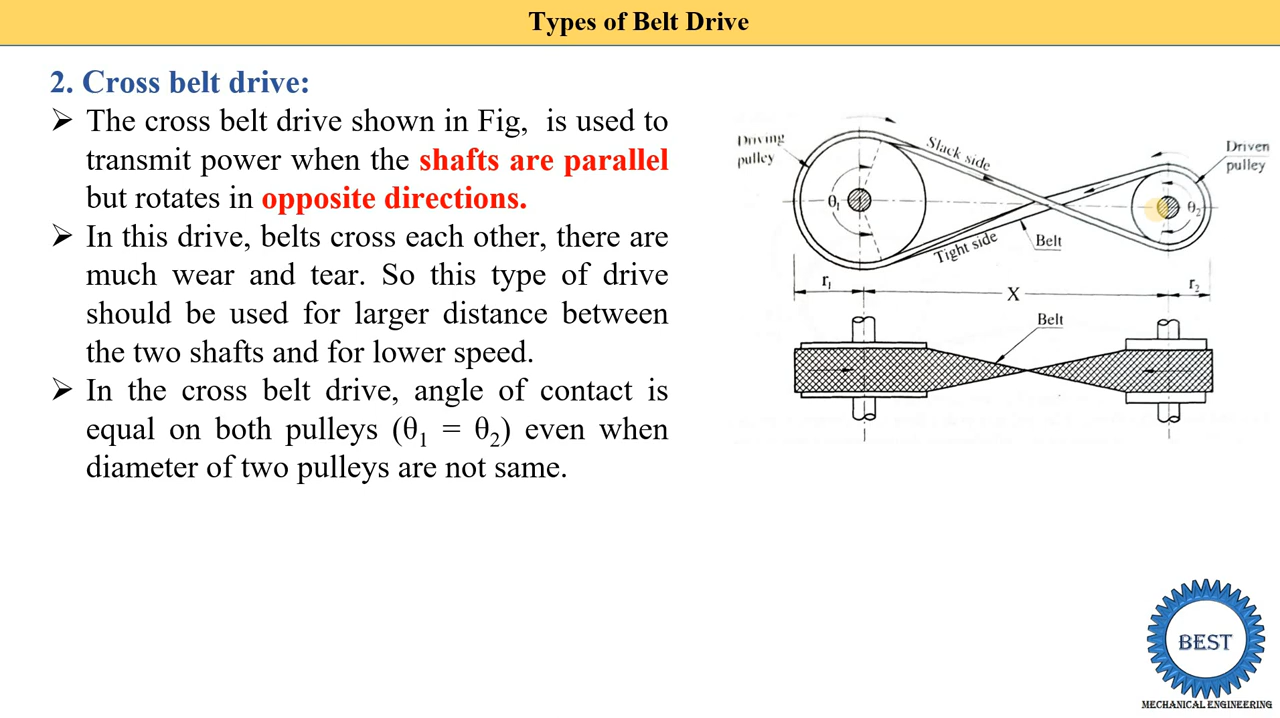 Types of Belt Drive
2. Cross belt drive:
➢ The cross belt drive shown in Fig, is used to
transmit power when the shafts are parallel
but rotates in opposite directions.
➢ In this drive, belts cross each other, there are
much wear and tear. So this type of drive
should be used for larger distance between
the two shafts and for lower speed.
➢ In the cross belt drive, angle of contact is
equal on both pulleys (θ₁ = θ₂) even when
diameter of two pulleys are not same.
Driving
pulley
Slack side
Driven
pulley
θ₁
θ₂
Belt
Tight side
r₁
X
r₂
Belt
BEST
MECHANICAL ENGINEERING